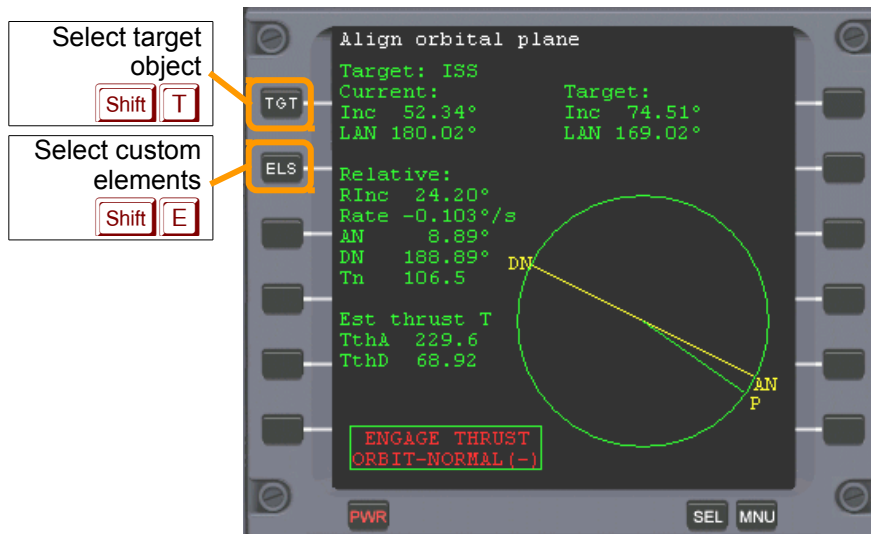 Select target
object
Shift T
Select custom
elements
Shift E
TGT
ELS
Align orbital plane
Target: ISS
Current: Target:
Inc 52.34° Inc 74.51°
LAN 180.02° LAN 169.02°
Relative:
RInc 24.20°
Rate -0.103°/s
AN 8.89°
DN 188.89°
Tn 106.5
DN
Est thrust T
TthA 229.6
TthD 68.92
AN
P
ENGAGE THRUST
ORBIT-NORMAL(-)
PWR SEL MNU